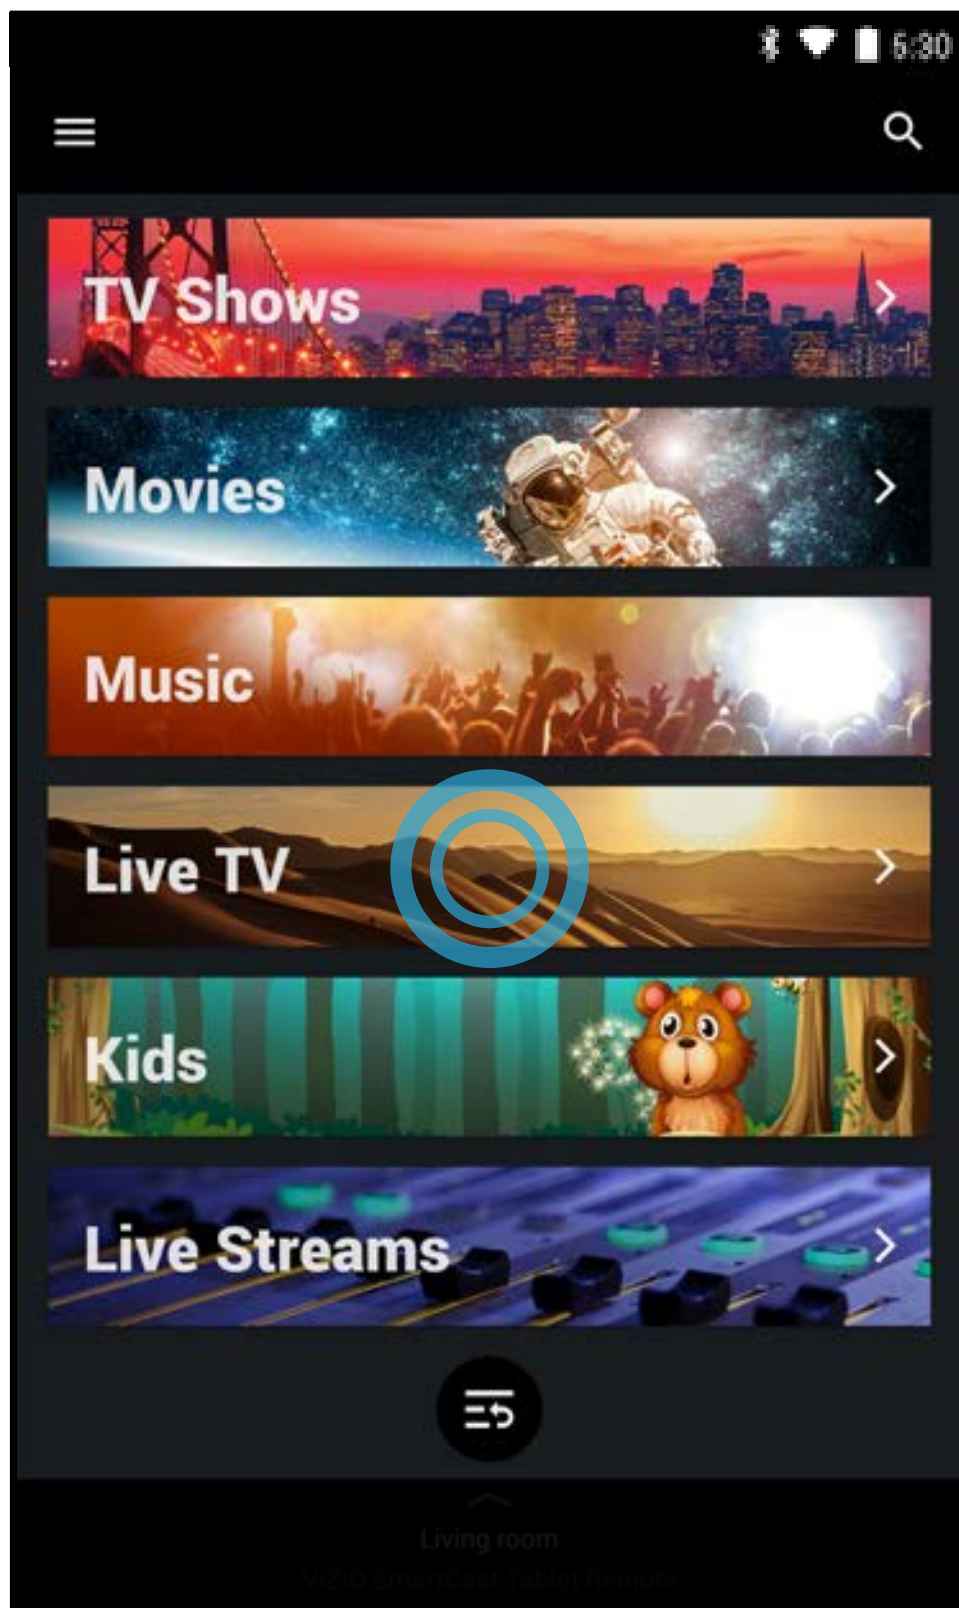 5:30
TV Shows
Movies
Music
Live TV
Kids
Live Streams
Living room
VIZIO SmartCast Tablet Remote